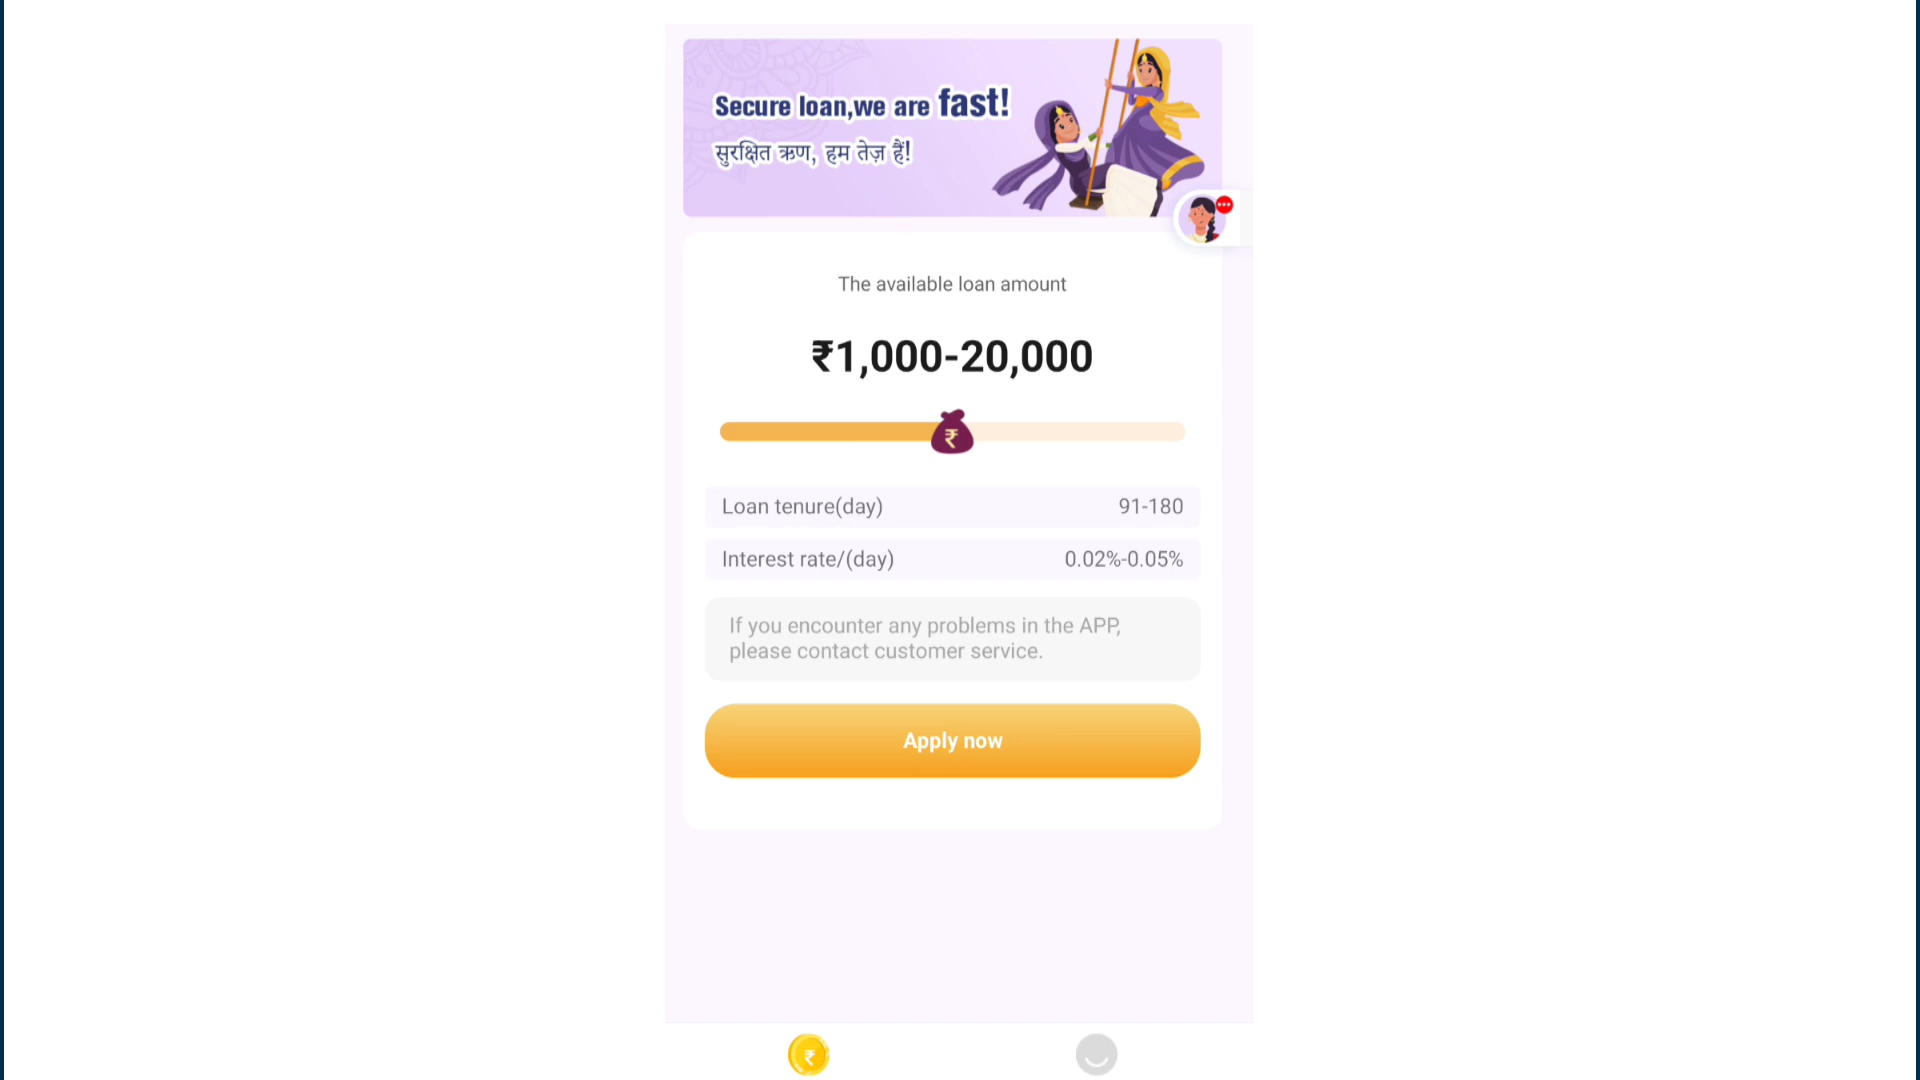 Secure loan,we are fast!
सुरक्षित ऋण, हम तेज़ हैं!
The available loan amount
₹1,000-20,000
₹
Loan tenure(day) 91-180
Interest rate/(day) 0.02%-0.05%
If you encounter any problems in the APP,
please contact customer service.
Apply now
₹